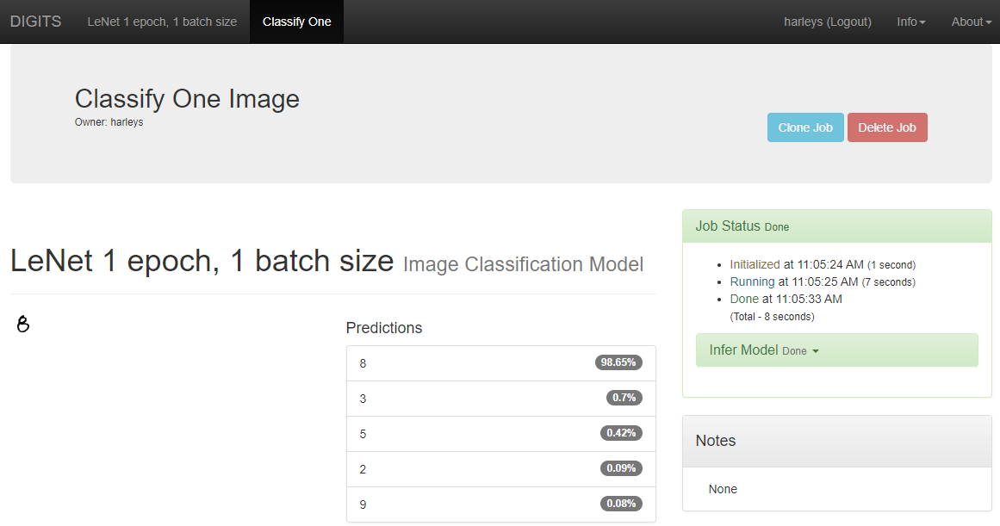 DIGITS LeNet 1 epoch, 1 batch size Classify One harleys (Logout) Info About
Classify One Image
Owner: harleys
Clone Job Delete Job
LeNet 1 epoch, 1 batch size Image Classification Model
8
Predictions
8 98.65%
3 0.7%
5 0.42%
2 0.09%
9 0.08%
Job Status Done
Initialized at 11:05:24 AM (1 second)
Running at 11:05:25 AM (7 seconds)
Done at 11:05:33 AM
(Total - 8 seconds)
Infer Model Done
Notes
None